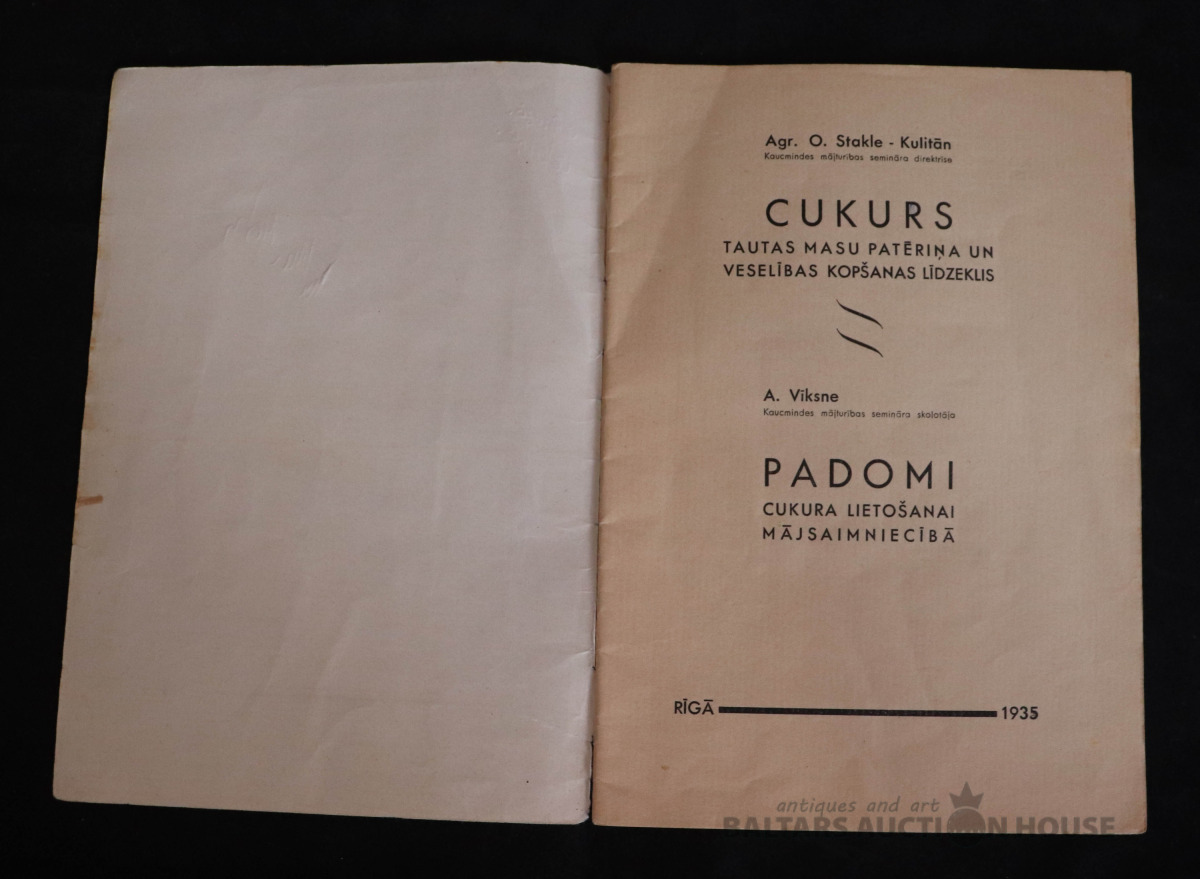 Agr. O. Stakle - Kulitān
Kaucmindes mājturības semināra direktrise
CUKURS
TAUTAS MASU PATĒRIŅA UN
VESELĪBAS KOPŠANAS LĪDZEKLIS
A. Vīksne
Kaucmindes mājturības semināra skolotāja
PADOMI
CUKURA LIETOŠANAI
MĀJSAIMNIECĪBĀ
RĪGĀ 1935
antiques and art
BALTARS AUCTION HOUSE